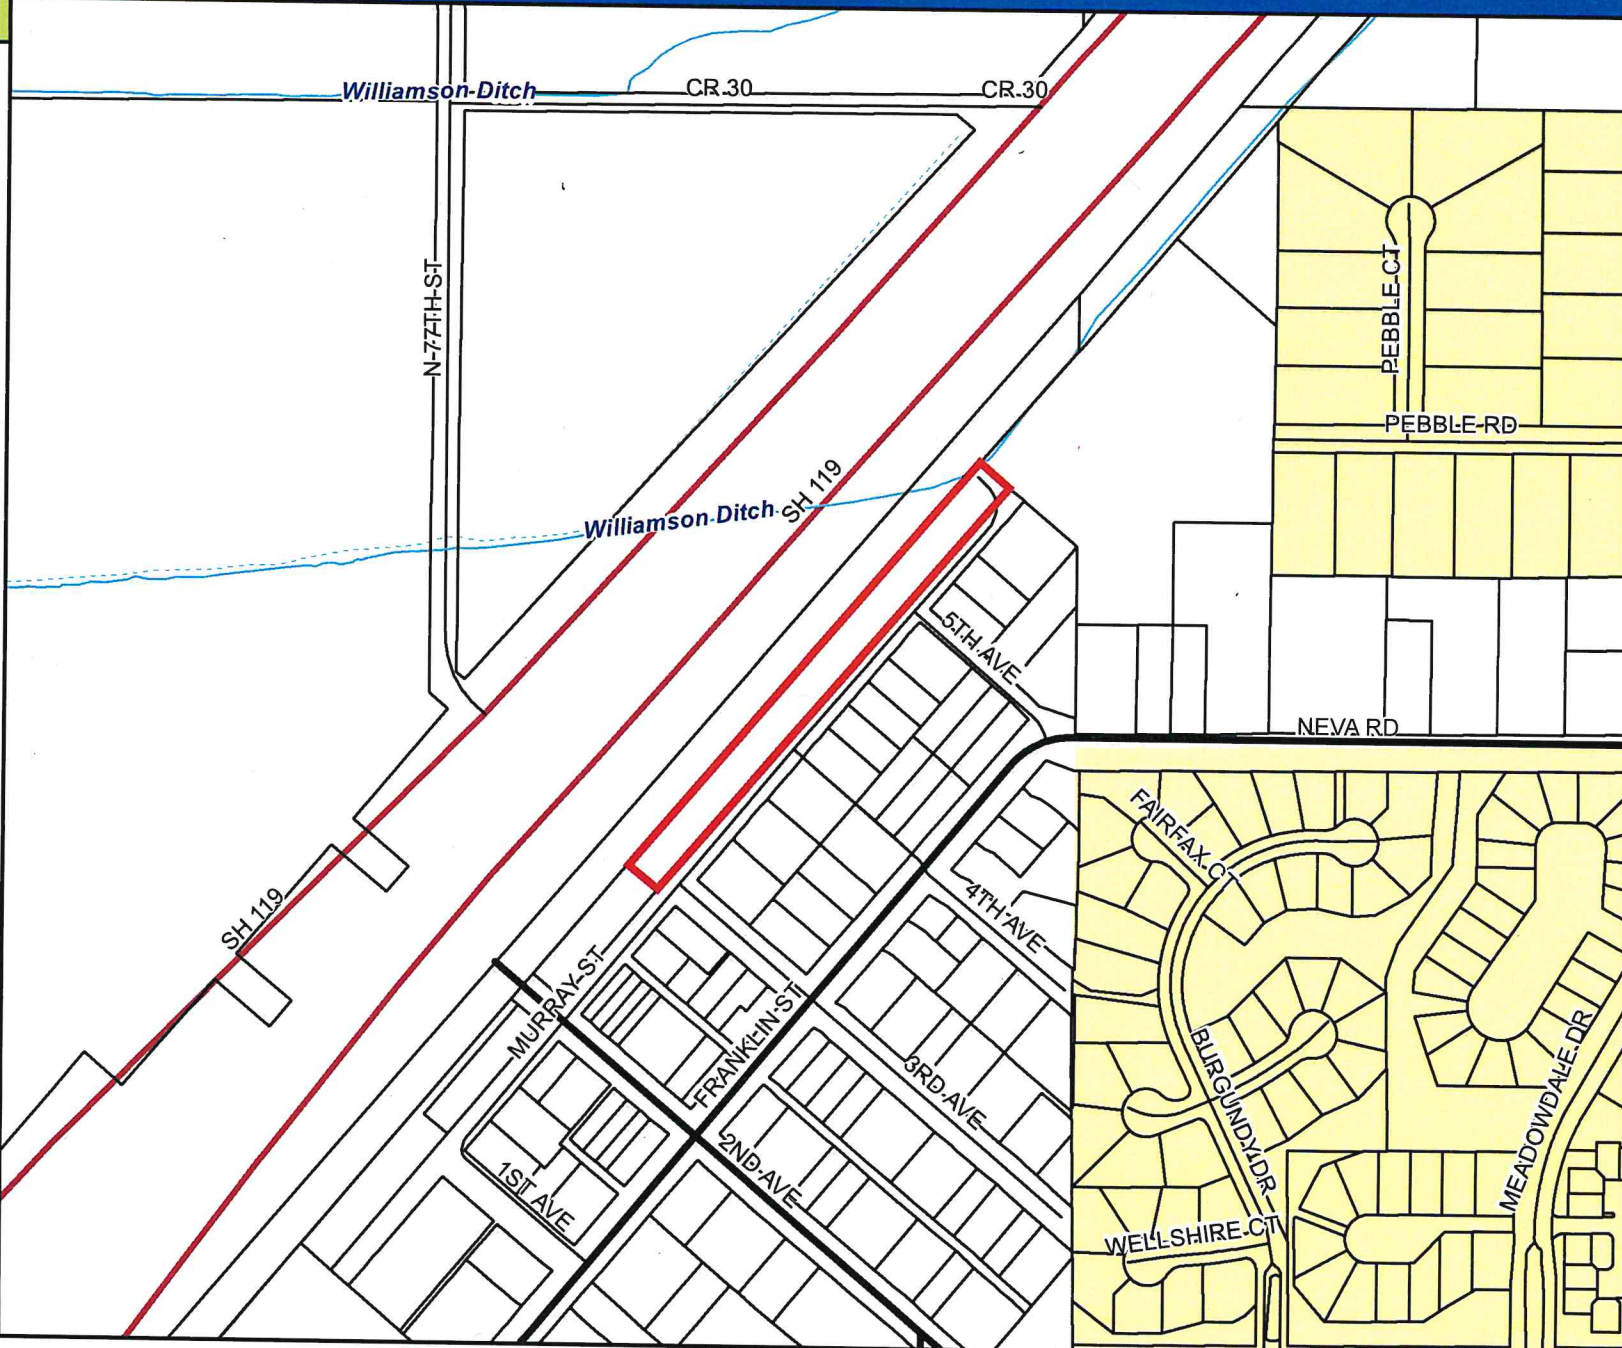 Williamson Ditch
CR 30
CR 30
N 77TH ST
PEBBLE CT
PEBBLE RD
SH 119
Williamson Ditch
5TH AVE
NEVA RD
FAIRFAX CT
4TH AVE
SH 119
MURRAY ST
FRANKLIN ST
3RD AVE
BURGUNDY DR
MEADOWDALE DR
2ND AVE
1ST AVE
WELLSHIRE CT